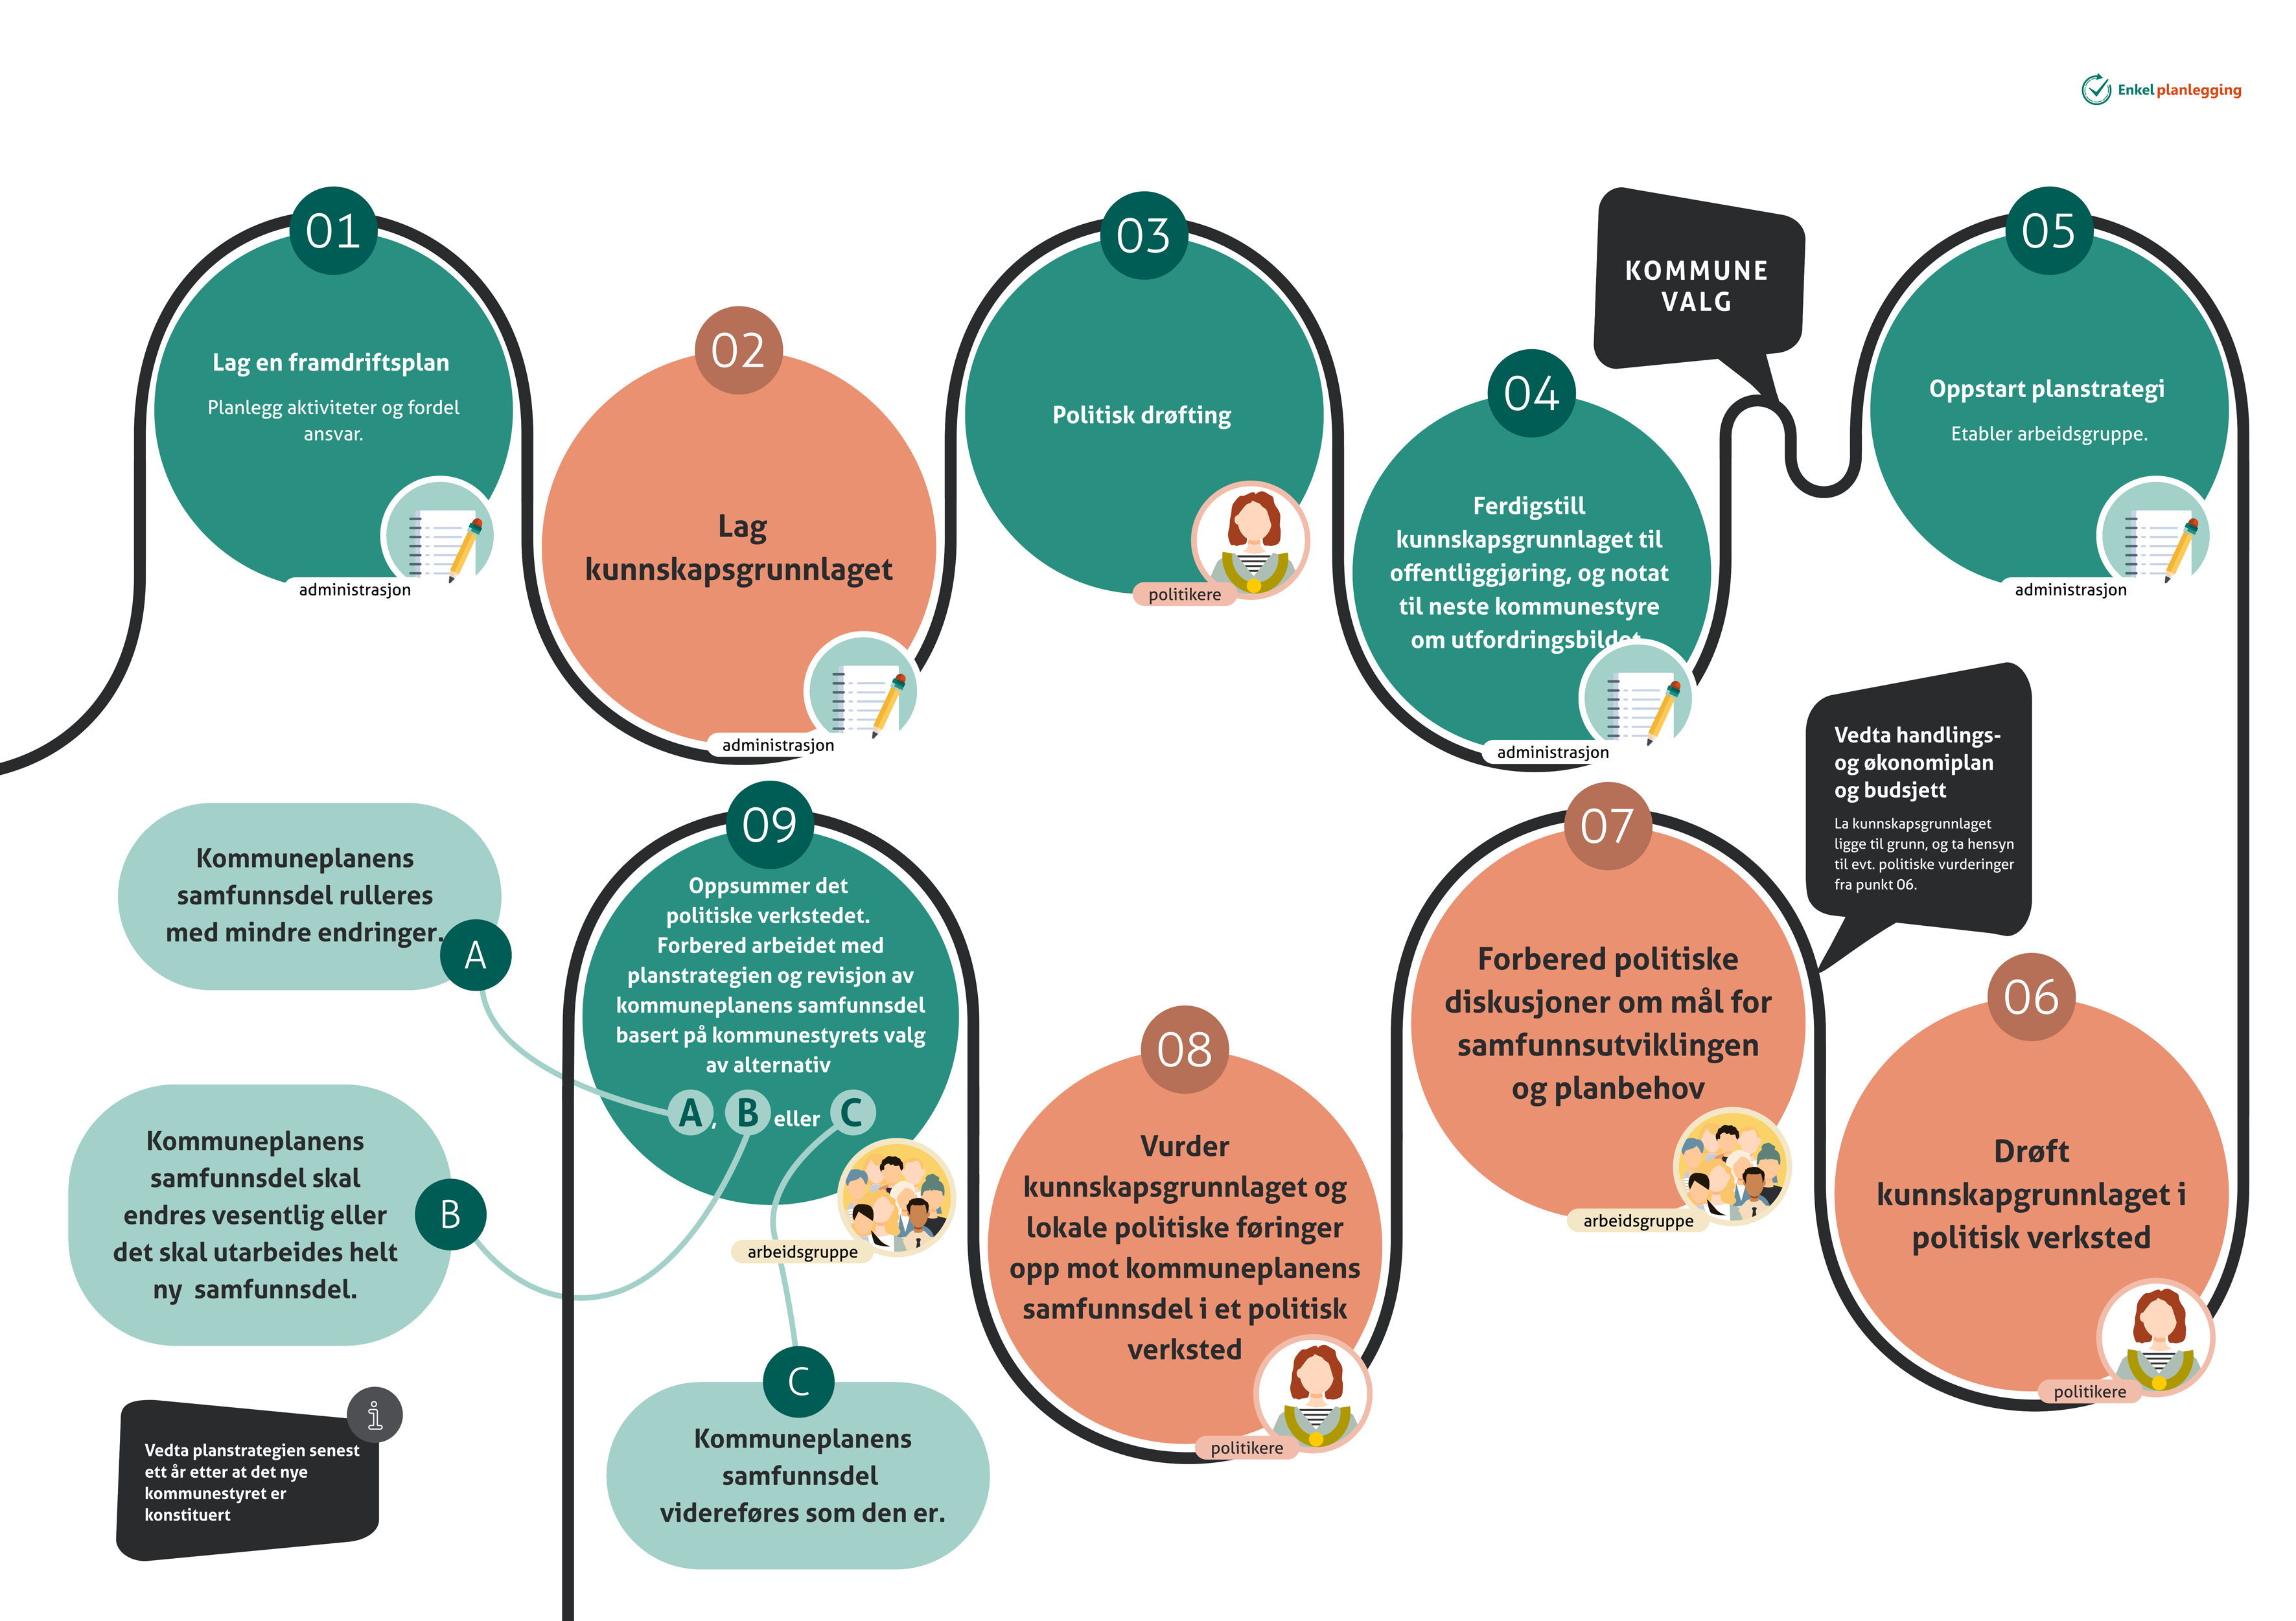 Enkel planlegging
01
Lag en framdriftsplan
Planlegg aktiviteter og fordel
ansvar.
administrasjon
02
Lag
kunnskapsgrunnlaget
administrasjon
03
Politisk drøfting
politikere
04
Ferdigstill
kunnskapsgrunnlaget til
offentliggjøring, og notat
til neste kommunestyre
om utfordringsbildet
administrasjon
KOMMUNE
VALG
05
Oppstart planstrategi
Etabler arbeidsgruppe.
administrasjon
06
Drøft
kunnskapgrunnlaget i
politisk verksted
politikere
Vedta handlings-
og økonomiplan
og budsjett
La kunnskapsgrunnlaget
ligge til grunn, og ta hensyn
til evt. politiske vurderinger
fra punkt 06.
07
Forbered politiske
diskusjoner om mål for
samfunnsutviklingen
og planbehov
arbeidsgruppe
08
Vurder
kunnskapsgrunnlaget og
lokale politiske føringer
opp mot kommuneplanens
samfunnsdel i et politisk
verksted
politikere
09
Oppsummer det
politiske verkstedet.
Forbered arbeidet med
planstrategien og revisjon av
kommuneplanens samfunnsdel
basert på kommunestyrets valg
av alternativ
A, B eller C
arbeidsgruppe
Kommuneplanens
samfunnsdel rulleres
med mindre endringer.
A
Kommuneplanens
samfunnsdel skal
endres vesentlig eller
det skal utarbeides helt
ny samfunnsdel.
B
C
Kommuneplanens
samfunnsdel
videreføres som den er.
i
Vedta planstrategien senest
ett år etter at det nye
kommunestyret er
konstituert